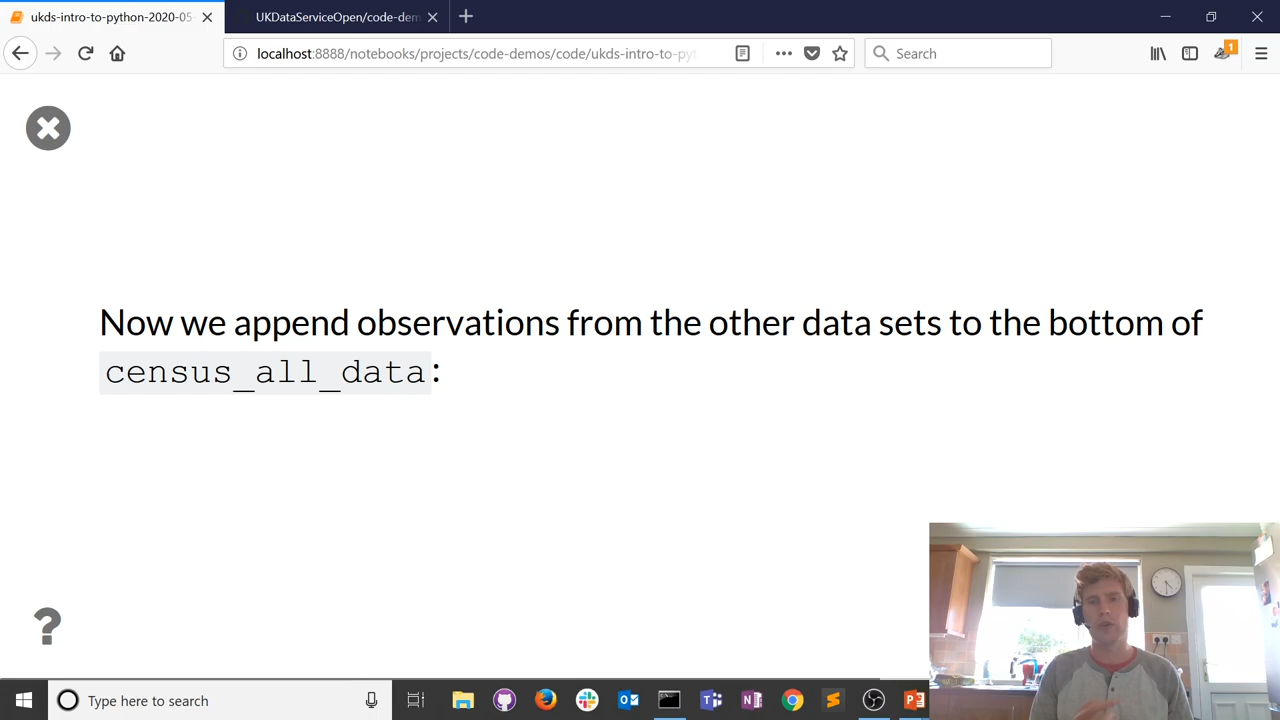 ukds-intro-to-python-2020-05-
UKDataServiceOpen/code-dem
localhost:8888/notebooks/projects/code-demos/code/ukds-intro-to-pyt
Search
1
Now we append observations from the other data sets to the bottom of
census_all_data:
?
Type here to search